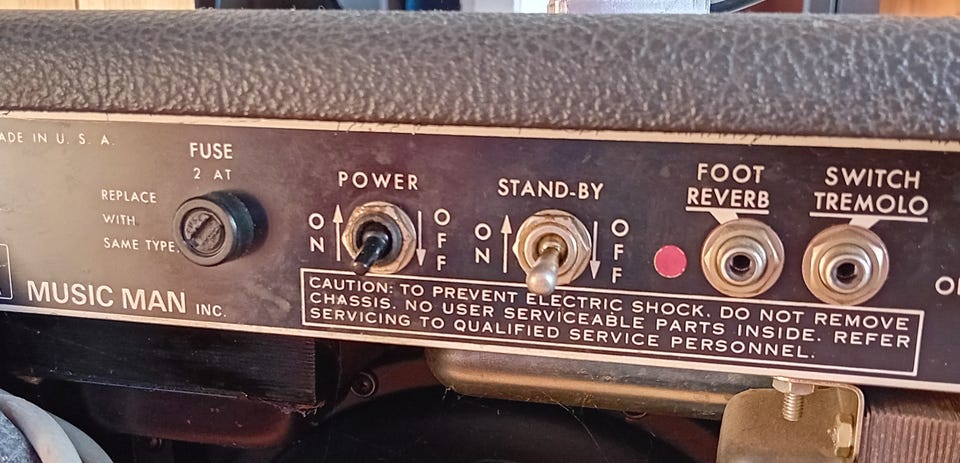 ADE IN U. S. A.
FUSE
2 AT
REPLACE
WITH
SAME TYPE.
MUSIC MAN INC.
POWER
ON
OFF
STAND-BY
ON
OFF
FOOT SWITCH
REVERB TREMOLO
CAUTION: TO PREVENT ELECTRIC SHOCK, DO NOT REMOVE
CHASSIS. NO USER SERVICEABLE PARTS INSIDE. REFER
SERVICING TO QUALIFIED SERVICE PERSONNEL.